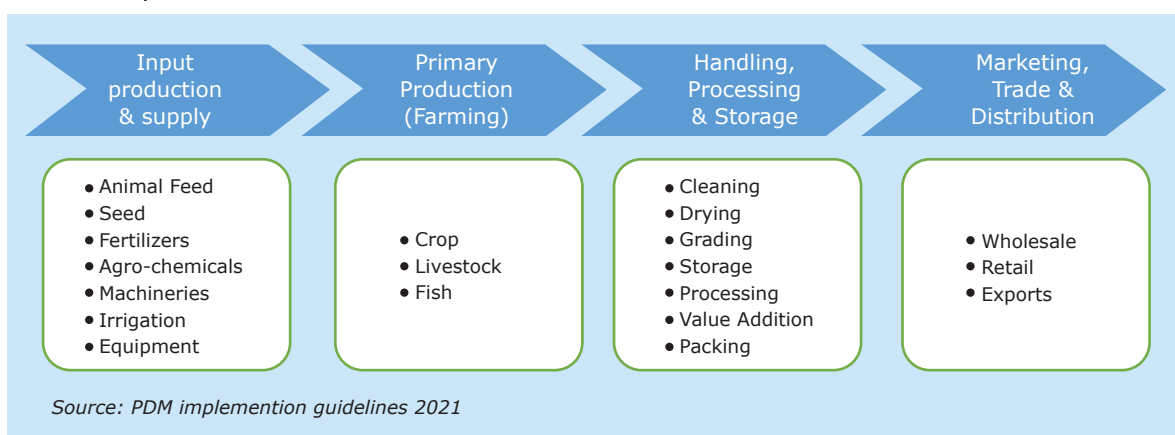 Input
production
& supply
Primary
Production
(Farming)
Handling,
Processing
& Storage
Marketing,
Trade &
Distribution
• Animal Feed
• Seed
• Fertilizers
• Agro-chemicals
• Machineries
• Irrigation
• Equipment
• Crop
• Livestock
• Fish
• Cleaning
• Drying
• Grading
• Storage
• Processing
• Value Addition
• Packing
• Wholesale
• Retail
• Exports
Source: PDM implemention guidelines 2021